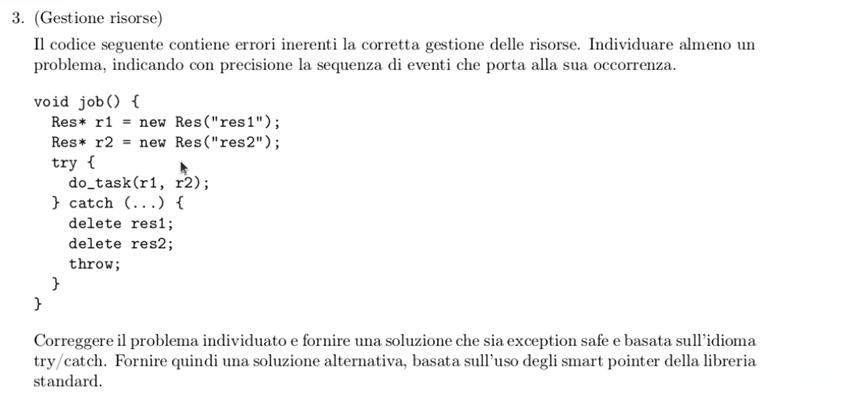 3. (Gestione risorse)
Il codice seguente contiene errori inerenti la corretta gestione delle risorse. Individuare almeno un
problema, indicando con precisione la sequenza di eventi che porta alla sua occorrenza.
void job() {
  Res* r1 = new Res("res1");
  Res* r2 = new Res("res2");
  try {
    do_task(r1, r2);
  } catch (...) {
    delete res1;
    delete res2;
    throw;
  }
}
Correggere il problema individuato e fornire una soluzione che sia exception safe e basata sull'idioma
try/catch. Fornire quindi una soluzione alternativa, basata sull'uso degli smart pointer della libreria
standard.